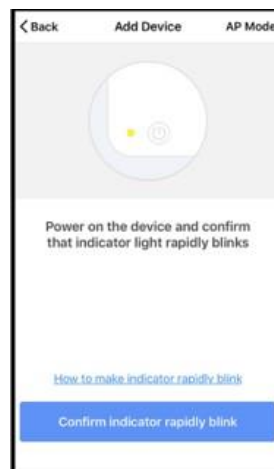 Back Add Device AP Mode
Power on the device and confirm
that indicator light rapidly blinks
How to make indicator rapidly blink
Confirm indicator rapidly blink